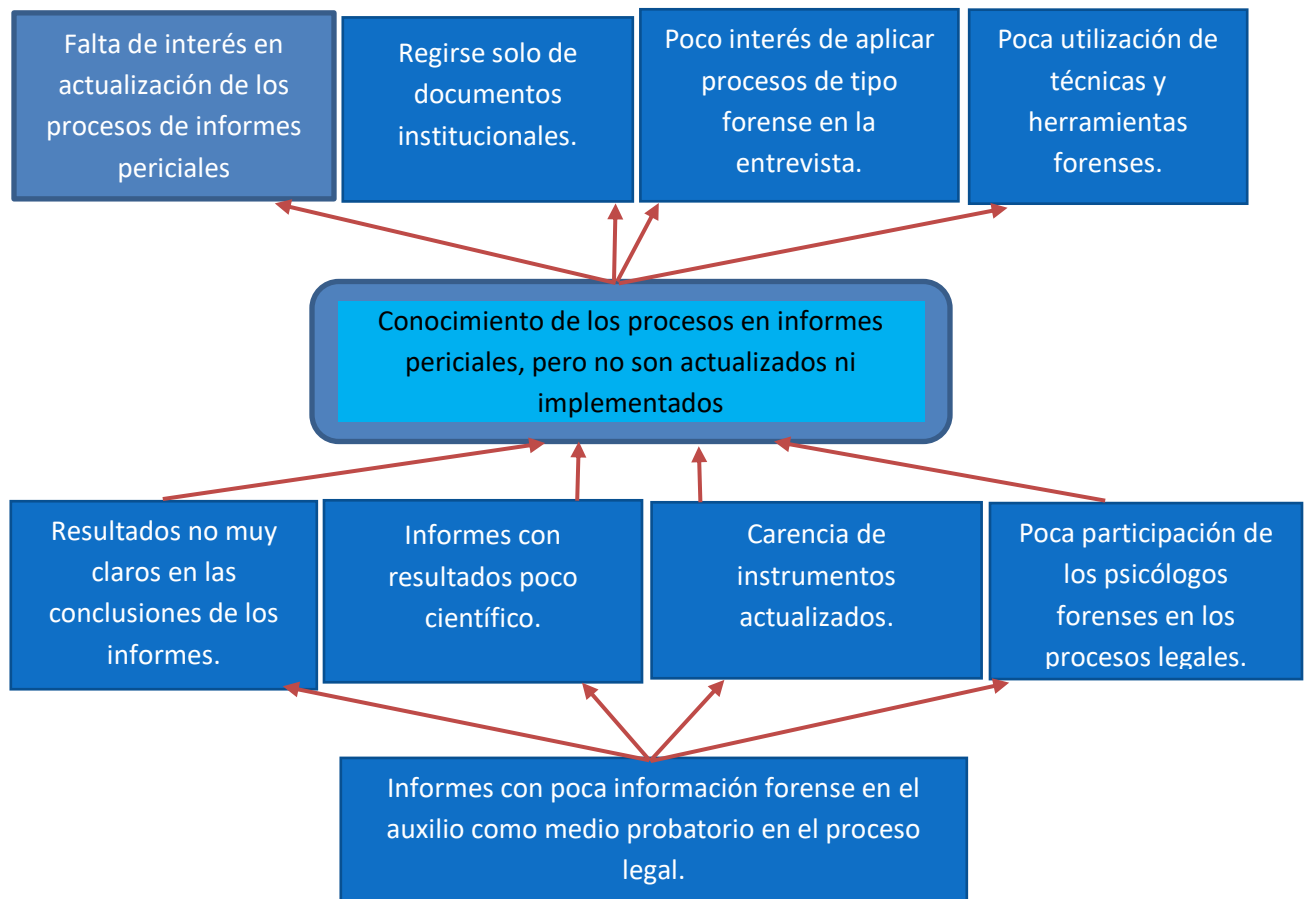 Falta de interés en
actualización de los
procesos de informes
periciales
Regirse solo de
documentos
institucionales.
Poco interés de aplicar
procesos de tipo
forense en la
entrevista.
Poca utilización de
técnicas y
herramientas
forenses.
Conocimiento de los procesos en informes
periciales, pero no son actualizados ni
implementados
Resultados no muy
claros en las
conclusiones de los
informes.
Informes con
resultados poco
científico.
Carencia de
instrumentos
actualizados.
Poca participación de
los psicólogos
forenses en los
procesos legales.
Informes con poca información forense en el
auxilio como medio probatorio en el proceso
legal.